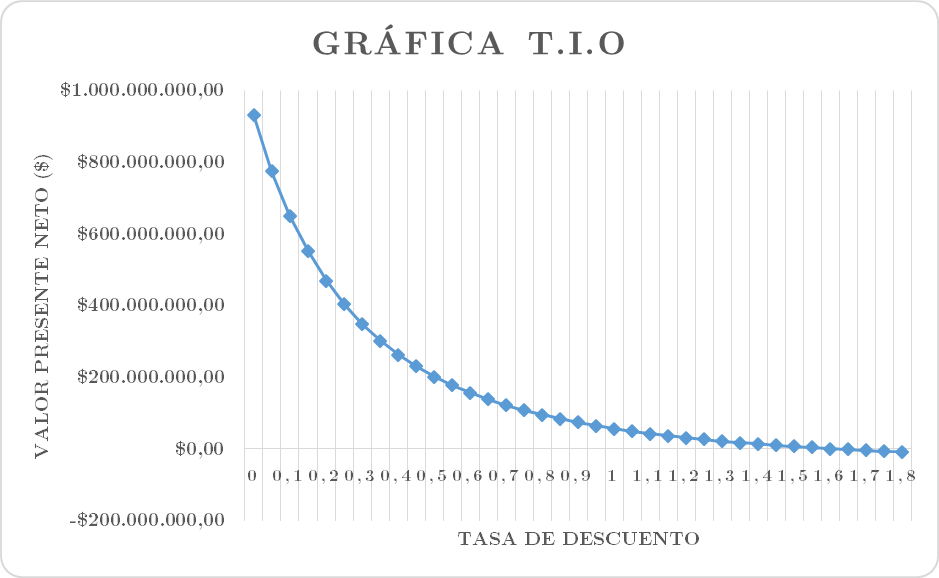 GRÁFICA T.I.O
$1.000.000.000,00
$800.000.000,00
$600.000.000,00
$400.000.000,00
$200.000.000,00
$0,00
-$200.000.000,00
VALOR PRESENTE NETO ($)
0 0,1 0,2 0,3 0,4 0,5 0,6 0,7 0,8 0,9 1 1,1 1,2 1,3 1,4 1,5 1,6 1,7 1,8
TASA DE DESCUENTO